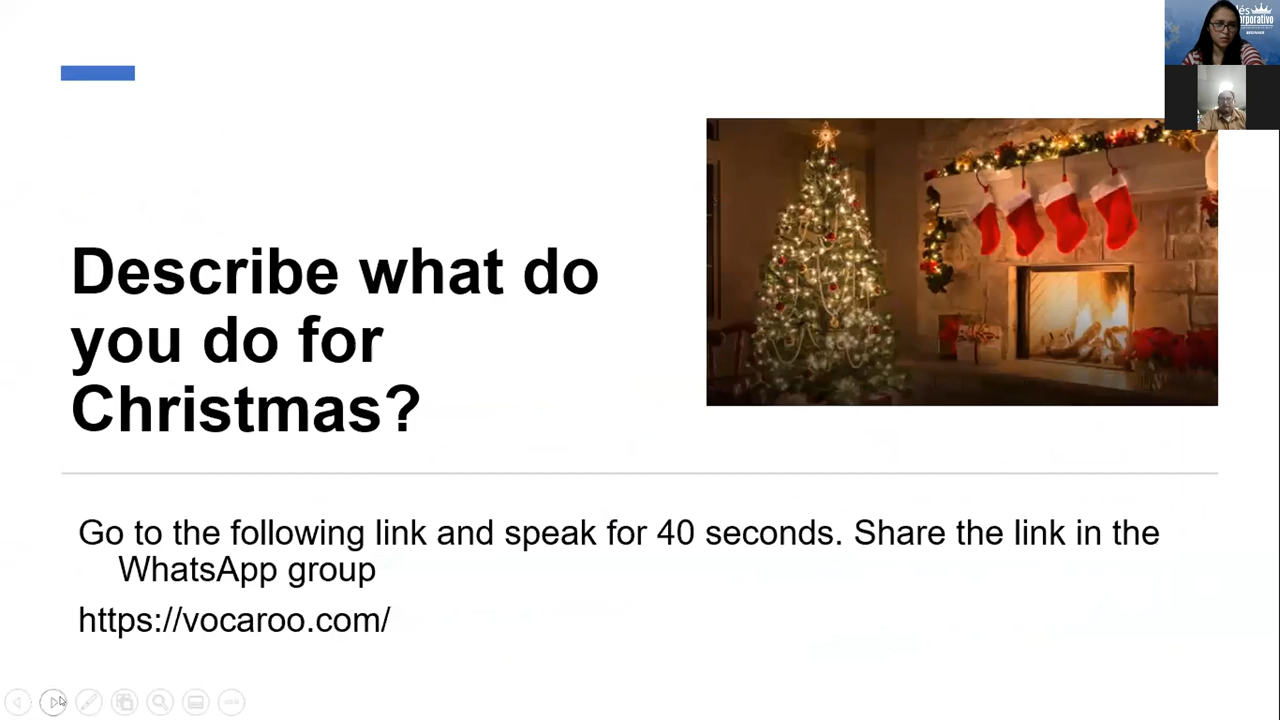 Describe what do
you do for
Christmas?
Go to the following link and speak for 40 seconds. Share the link in the
WhatsApp group
https://vocaroo.com/